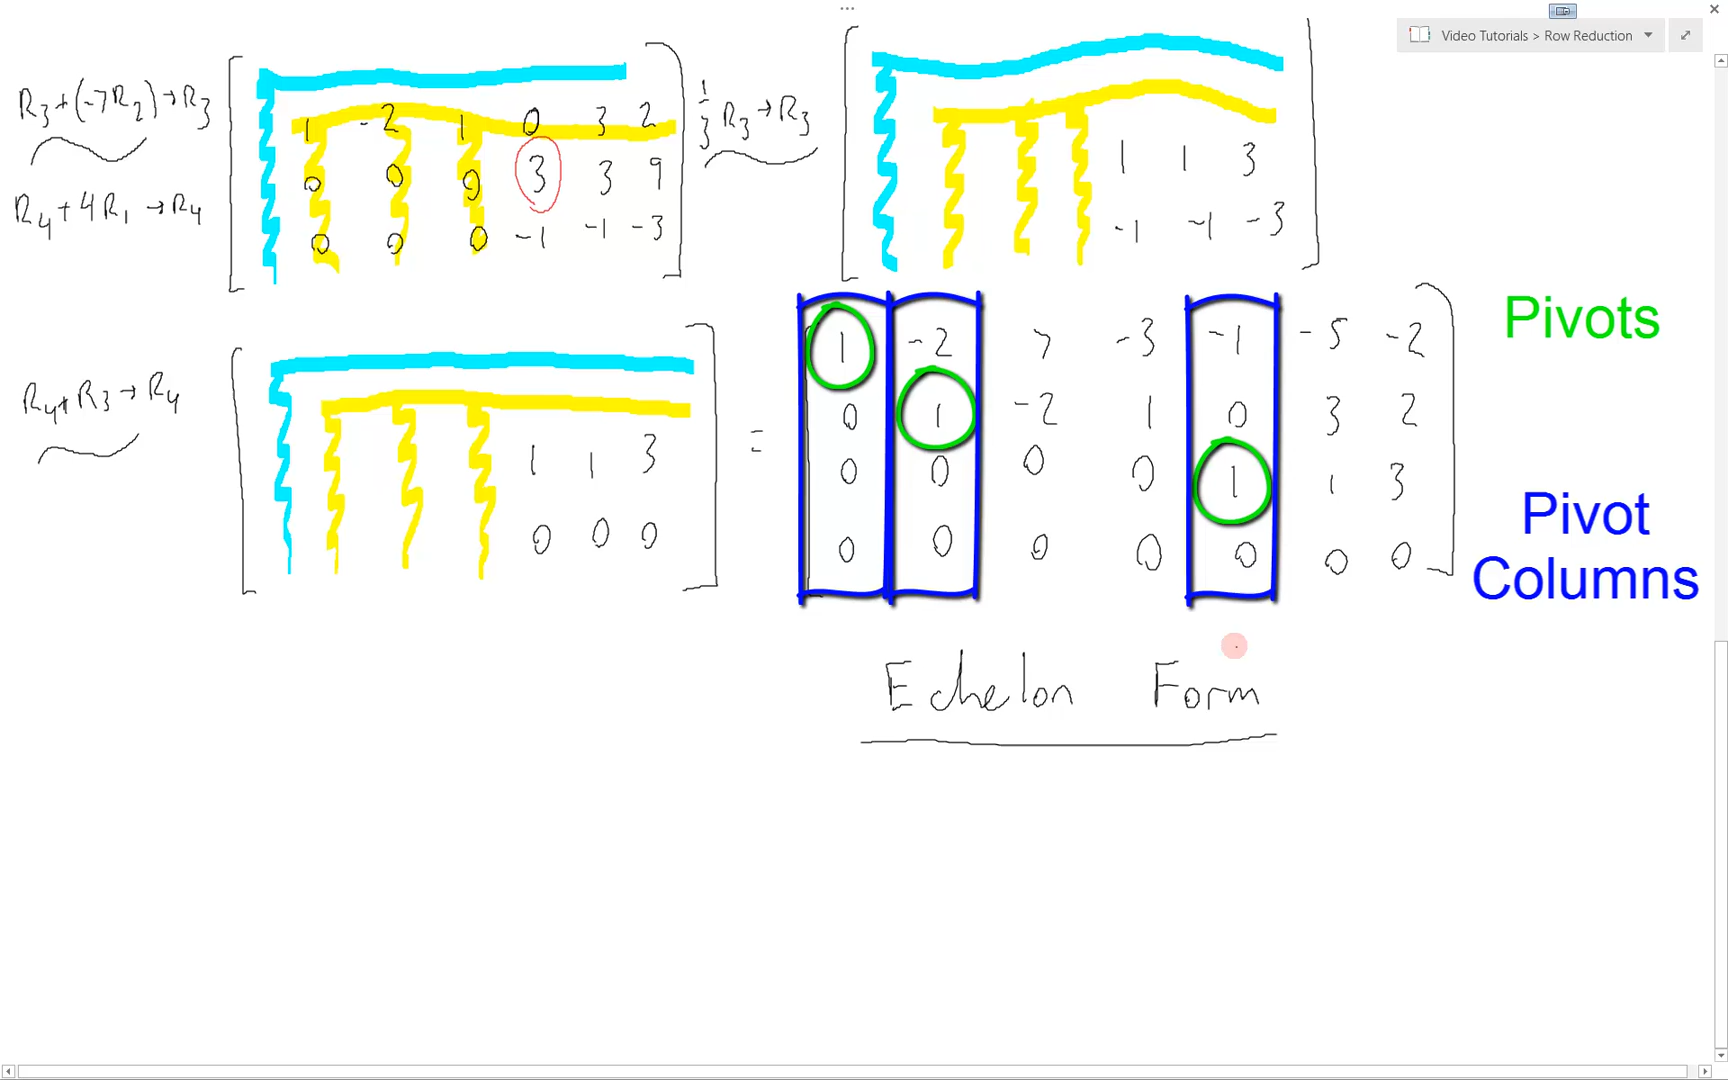 Video Tutorials > Row Reduction
R₃+(-7R₂)→R₃
R₄+4R₁→R₄
1 -2 1 0 3 2
0 0 0 3 3 9
0 0 0 -1 -1 -3
1/3 R₃→R₃
1 1 3
-1 -1 -3
R₄+R₃→R₄
1 1 3
0 0 0
=
1 -2 7 -3 -1 -5 -2
0 1 -2 1 0 3 2
0 0 0 0 1 1 3
0 0 0 0 0 0 0
Pivots
Pivot
Columns
Echelon Form